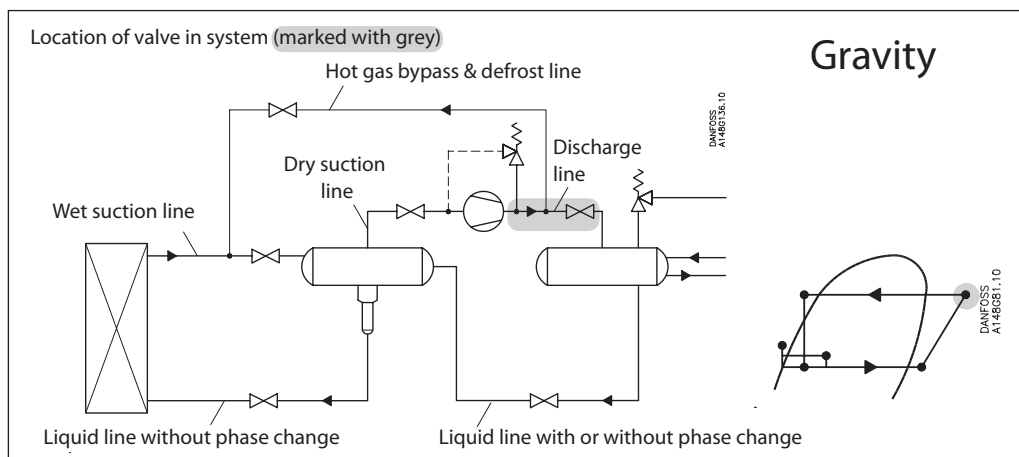 Location of valve in system (marked with grey)
Gravity
Hot gas bypass & defrost line
DANFOSS
A148G136.10
Discharge
line
Dry suction
line
Wet suction line
DANFOSS
A148G81.10
Liquid line without phase change
Liquid line with or without phase change